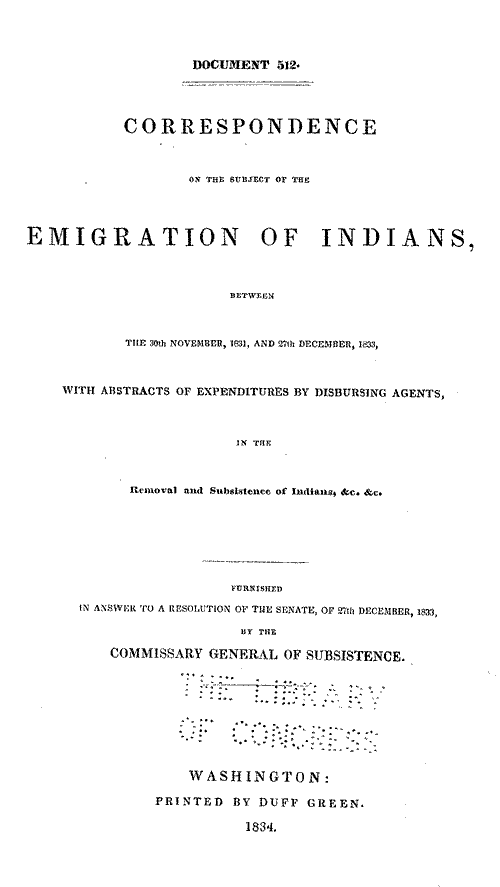 DOCUMENT 512.
CORRESPONDENCE
ON THE SUBJECT OF THE
EMIGRATION OF INDIANS,
BETWEEN
THE 30th NOVEMBER, 1831, AND 27th DECEMBER, 1833,
WITH ABSTRACTS OF EXPENDITURES BY DISBURSING AGENTS,
IN THE
Removal and Subsistence of Indians, &c. &c.
FURNISHED
IN ANSWER TO A RESOLUTION OF THE SENATE, OF 27th DECEMBER, 1833,
BY THE
COMMISSARY GENERAL OF SUBSISTENCE.
THE LIBRARY
OF CONGRESS
WASHINGTON:
PRINTED BY DUFF GREEN.
1834.